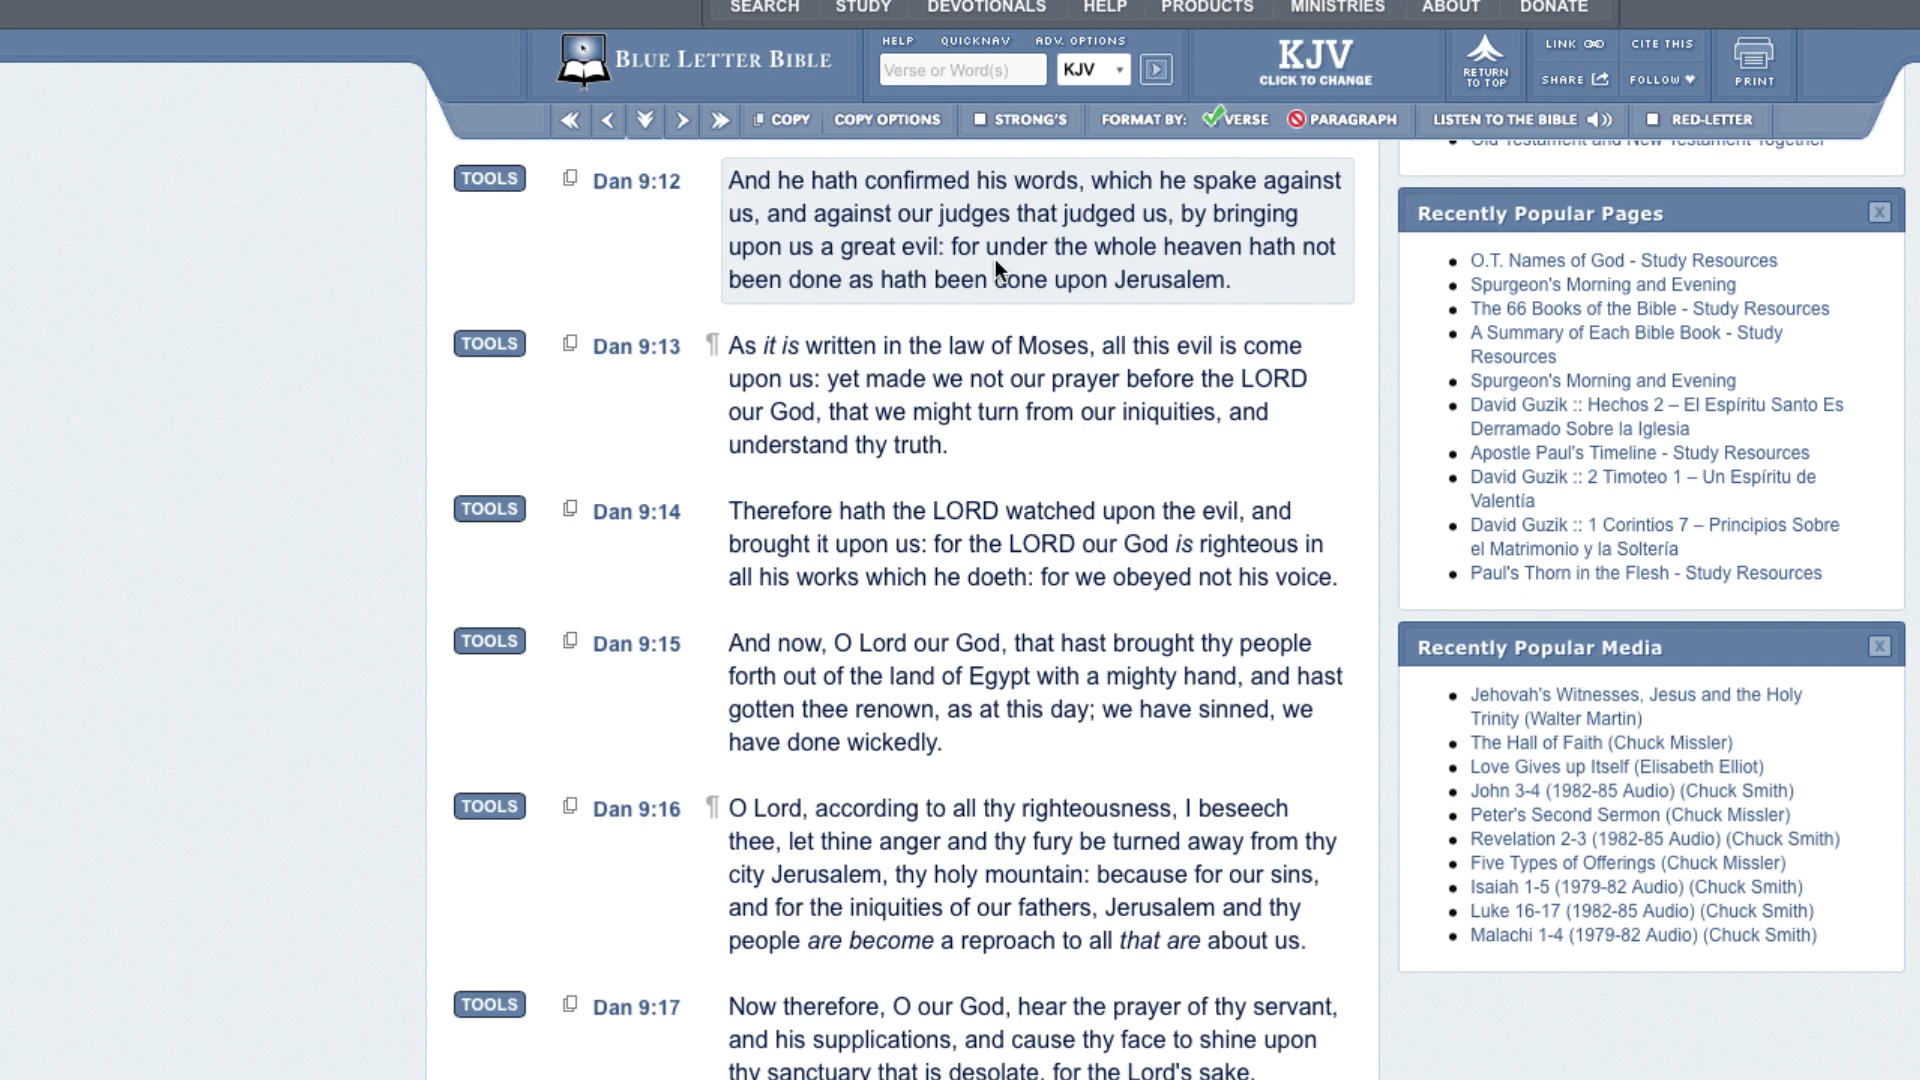 SEARCH STUDY DEVOTIONALS HELP PRODUCTS MINISTRIES ABOUT DONATE
BLUE LETTER BIBLE
HELP QUICKNAV ADV. OPTIONS
Verse or Word(s) KJV
KJV
CLICK TO CHANGE
RETURN
TO TOP
LINK CITE THIS
SHARE FOLLOW
PRINT
COPY COPY OPTIONS STRONG'S FORMAT BY: VERSE PARAGRAPH LISTEN TO THE BIBLE RED-LETTER
TOOLS Dan 9:12 And he hath confirmed his words, which he spake against
us, and against our judges that judged us, by bringing
upon us a great evil: for under the whole heaven hath not
been done as hath been done upon Jerusalem.
TOOLS Dan 9:13 ¶ As it is written in the law of Moses, all this evil is come
upon us: yet made we not our prayer before the LORD
our God, that we might turn from our iniquities, and
understand thy truth.
TOOLS Dan 9:14 Therefore hath the LORD watched upon the evil, and
brought it upon us: for the LORD our God is righteous in
all his works which he doeth: for we obeyed not his voice.
TOOLS Dan 9:15 And now, O Lord our God, that hast brought thy people
forth out of the land of Egypt with a mighty hand, and hast
gotten thee renown, as at this day; we have sinned, we
have done wickedly.
TOOLS Dan 9:16 ¶ O Lord, according to all thy righteousness, I beseech
thee, let thine anger and thy fury be turned away from thy
city Jerusalem, thy holy mountain: because for our sins,
and for the iniquities of our fathers, Jerusalem and thy
people are become a reproach to all that are about us.
TOOLS Dan 9:17 Now therefore, O our God, hear the prayer of thy servant,
and his supplications, and cause thy face to shine upon
thy sanctuary that is desolate, for the Lord's sake.
Old Testament and New Testament Together
Recently Popular Pages X
O.T. Names of God - Study Resources
Spurgeon's Morning and Evening
The 66 Books of the Bible - Study Resources
A Summary of Each Bible Book - Study
Resources
Spurgeon's Morning and Evening
David Guzik :: Hechos 2 – El Espíritu Santo Es
Derramado Sobre la Iglesia
Apostle Paul's Timeline - Study Resources
David Guzik :: 2 Timoteo 1 – Un Espíritu de
Valentía
David Guzik :: 1 Corintios 7 – Principios Sobre
el Matrimonio y la Soltería
Paul's Thorn in the Flesh - Study Resources
Recently Popular Media X
Jehovah's Witnesses, Jesus and the Holy
Trinity (Walter Martin)
The Hall of Faith (Chuck Missler)
Love Gives up Itself (Elisabeth Elliot)
John 3-4 (1982-85 Audio) (Chuck Smith)
Peter's Second Sermon (Chuck Missler)
Revelation 2-3 (1982-85 Audio) (Chuck Smith)
Five Types of Offerings (Chuck Missler)
Isaiah 1-5 (1979-82 Audio) (Chuck Smith)
Luke 16-17 (1982-85 Audio) (Chuck Smith)
Malachi 1-4 (1979-82 Audio) (Chuck Smith)